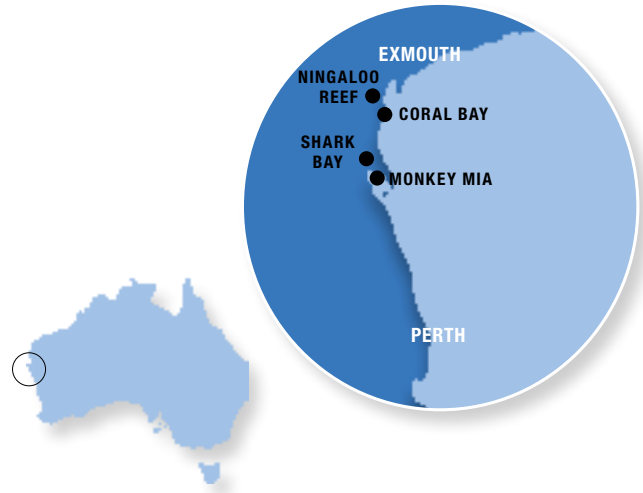 EXMOUTH
NINGALOO
REEF
CORAL BAY
SHARK
BAY
MONKEY MIA
PERTH